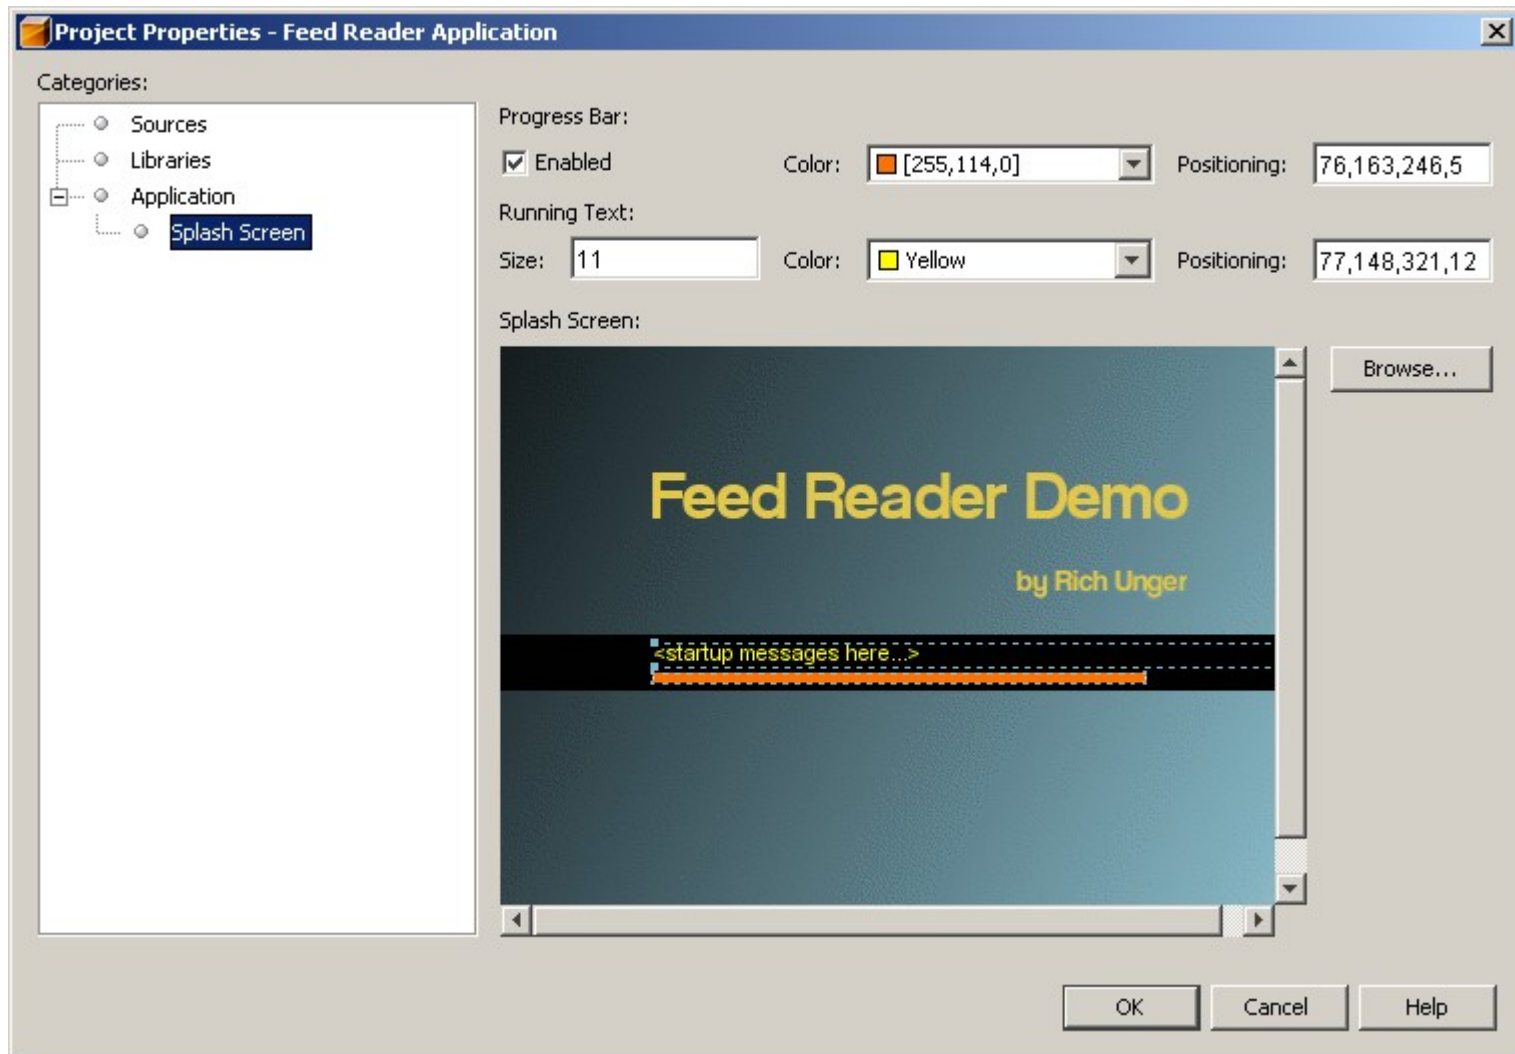 Project Properties - Feed Reader Application
Categories:
Sources
Libraries
Application
Splash Screen
Progress Bar:
Enabled Color: [255,114,0] Positioning: 76,163,246,5
Running Text:
Size: 11 Color: Yellow Positioning: 77,148,321,12
Splash Screen:
Browse...
Feed Reader Demo
by Rich Unger
<startup messages here...>
OK Cancel Help